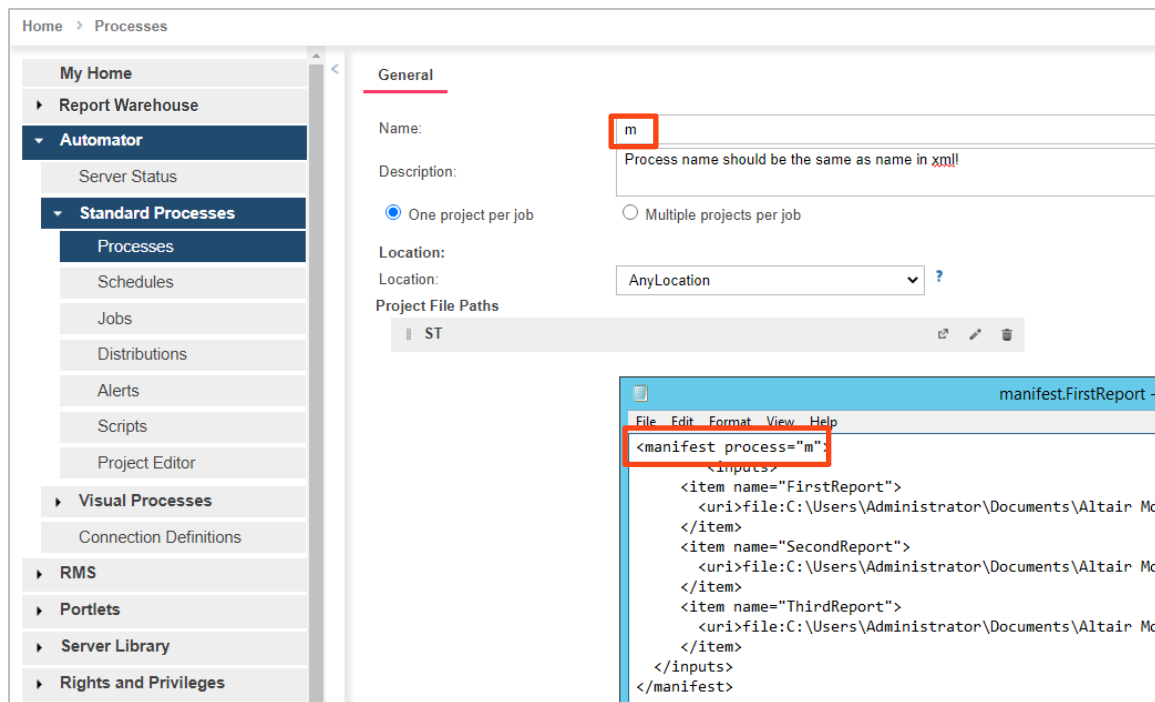 Home > Processes
My Home
Report Warehouse
Automator
Server Status
Standard Processes
Processes
Schedules
Jobs
Distributions
Alerts
Scripts
Project Editor
Visual Processes
Connection Definitions
RMS
Portlets
Server Library
Rights and Privileges
<
General
Name:
m
Description:
Process name should be the same as name in xml!
One project per job
Multiple projects per job
Location:
Location:
AnyLocation
?
Project File Paths
ST
manifest.FirstReport -
File Edit Format View Help
<manifest process="m">
<inputs>
<item name="FirstReport">
<uri>file:C:\Users\Administrator\Documents\Altair Mo
</item>
<item name="SecondReport">
<uri>file:C:\Users\Administrator\Documents\Altair Mo
</item>
<item name="ThirdReport">
<uri>file:C:\Users\Administrator\Documents\Altair Mo
</item>
</inputs>
</manifest>